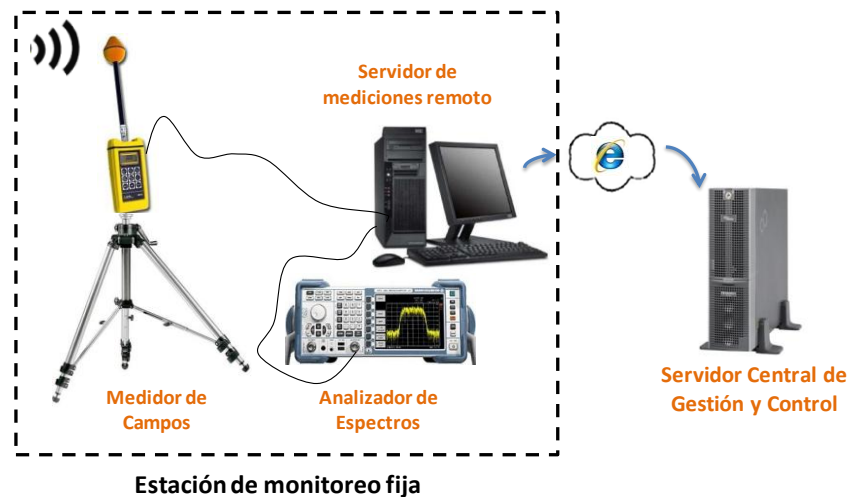 Servidor de
mediciones remoto
Medidor de
Campos
Analizador de
Espectros
Servidor Central de
Gestión y Control
Estación de monitoreo fija